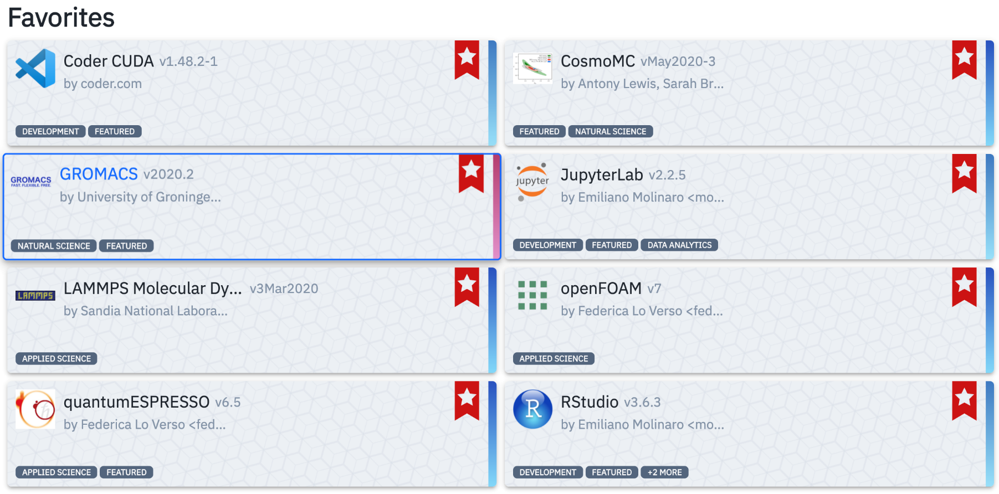 Favorites
Coder CUDA v1.48.2-1
by coder.com
DEVELOPMENT FEATURED
CosmoMC vMay2020-3
by Antony Lewis, Sarah Br...
FEATURED NATURAL SCIENCE
GROMACS
FAST. FLEXIBLE. FREE.
GROMACS v2020.2
by University of Groninge...
NATURAL SCIENCE FEATURED
jupyter
JupyterLab v2.2.5
by Emiliano Molinaro <mo...
DEVELOPMENT FEATURED DATA ANALYTICS
LAMMPS
LAMMPS Molecular Dy... v3Mar2020
by Sandia National Labora...
APPLIED SCIENCE
openFOAM v7
by Federica Lo Verso <fed...
APPLIED SCIENCE
quantumESPRESSO v6.5
by Federica Lo Verso <fed...
APPLIED SCIENCE FEATURED
R
RStudio v3.6.3
by Emiliano Molinaro <mo...
DEVELOPMENT FEATURED +2 MORE